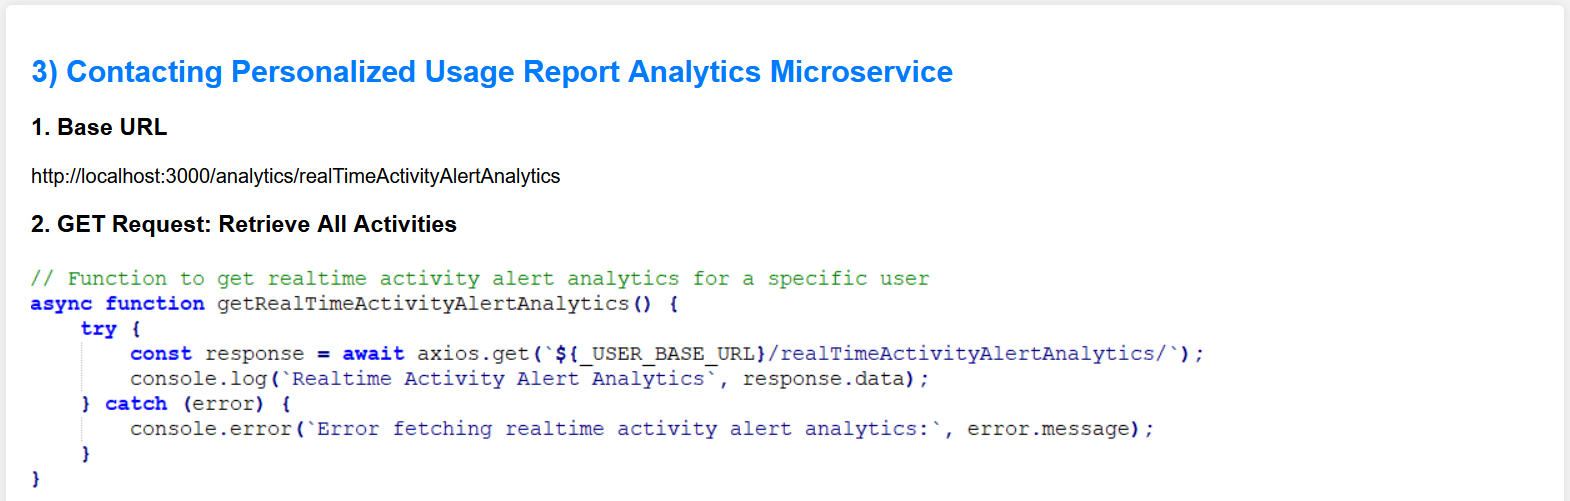 3) Contacting Personalized Usage Report Analytics Microservice
1. Base URL
http://localhost:3000/analytics/realTimeActivityAlertAnalytics
2. GET Request: Retrieve All Activities
// Function to get realtime activity alert analytics for a specific user
async function getRealTimeActivityAlertAnalytics() {
    try {
        const response = await axios.get(`${_USER_BASE_URL}/realTimeActivityAlertAnalytics/`);
        console.log(`Realtime Activity Alert Analytics`, response.data);
    } catch (error) {
        console.error(`Error fetching realtime activity alert analytics:`, error.message);
    }
}